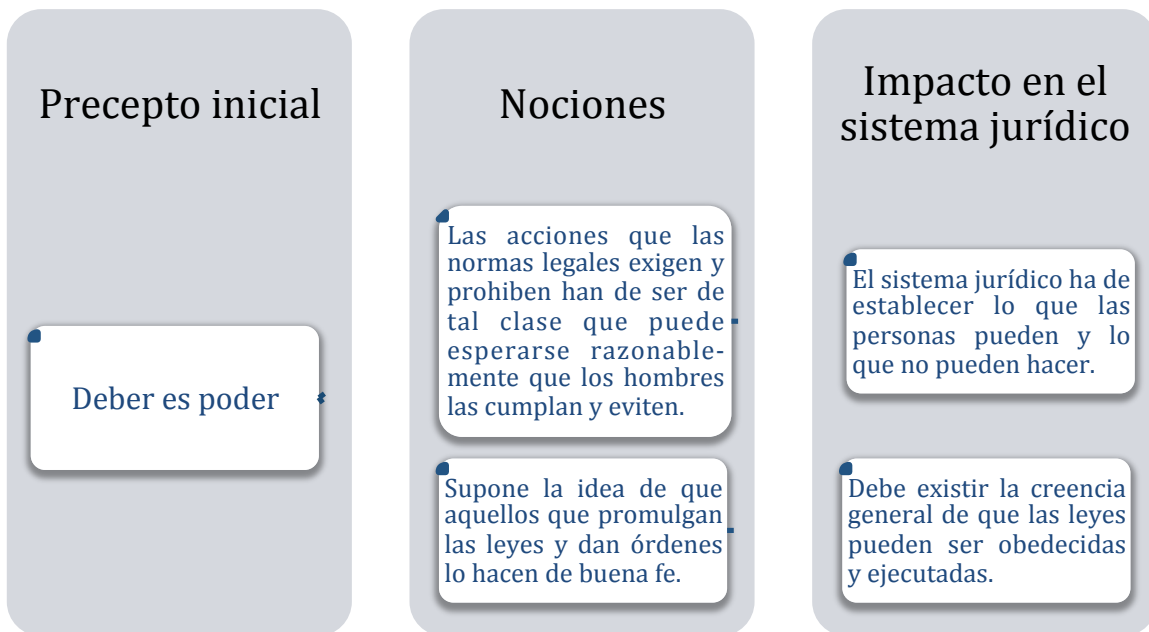 Precepto inicial
Deber es poder
Nociones
Las acciones que las
normas legales exigen y
prohiben han de ser de
tal clase que puede
esperarse razonable-
mente que los hombres
las cumplan y eviten.
Supone la idea de que
aquellos que promulgan
las leyes y dan órdenes
lo hacen de buena fe.
Impacto en el
sistema jurídico
El sistema jurídico ha de
establecer lo que las
personas pueden y lo
que no pueden hacer.
Debe existir la creencia
general de que las leyes
pueden ser obedecidas
y ejecutadas.